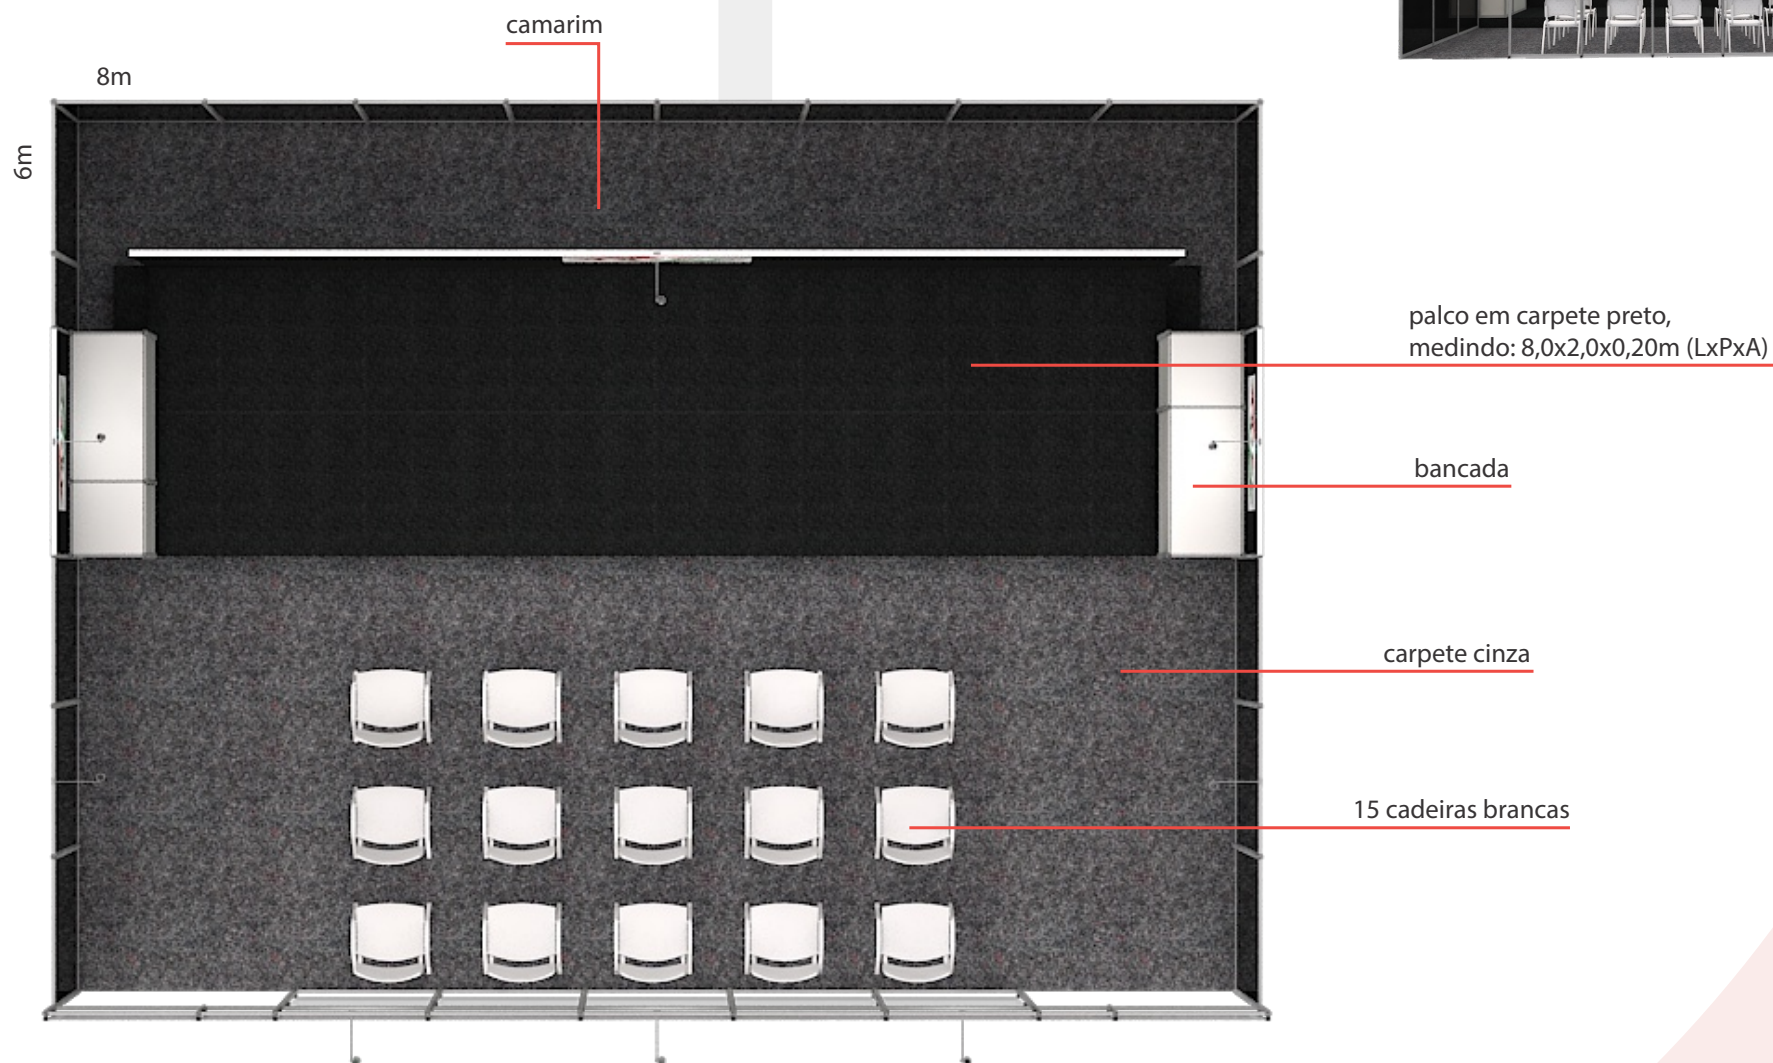 camarim
8m
6m
palco em carpete preto,
medindo: 8,0x2,0x0,20m (LxPxA)
bancada
carpete cinza
15 cadeiras brancas